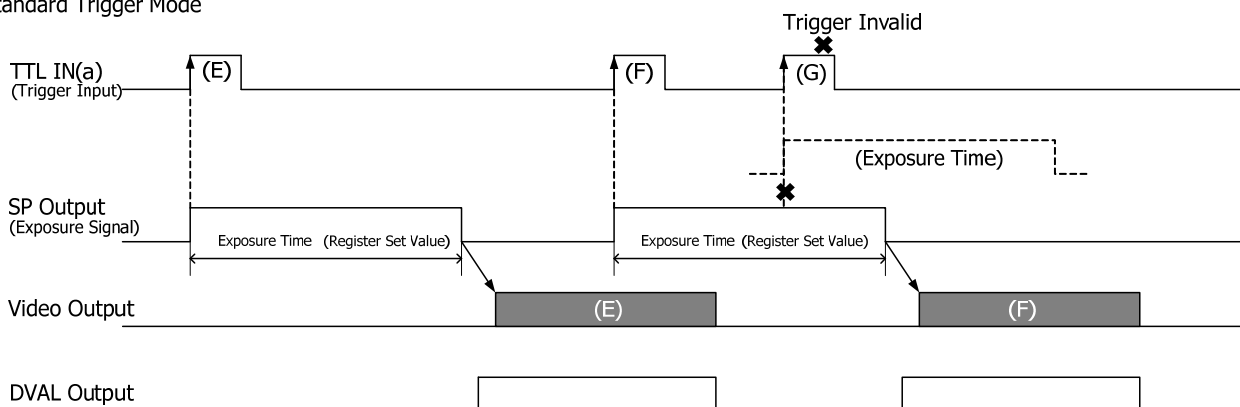 tandard Trigger Mode
Trigger Invalid
TTL IN(a)
(Trigger Input)
(E)
(F)
(G)
(Exposure Time)
SP Output
(Exposure Signal)
Exposure Time (Register Set Value)
Exposure Time (Register Set Value)
Video Output
(E)
(F)
DVAL Output